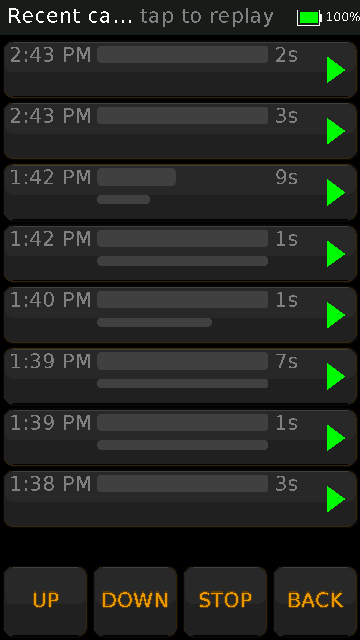 Recent ca... tap to replay 100%
2:43 PM 2s
2:43 PM 3s
1:42 PM 9s
1:42 PM 1s
1:40 PM 1s
1:39 PM 7s
1:39 PM 1s
1:38 PM 3s
UP DOWN STOP BACK